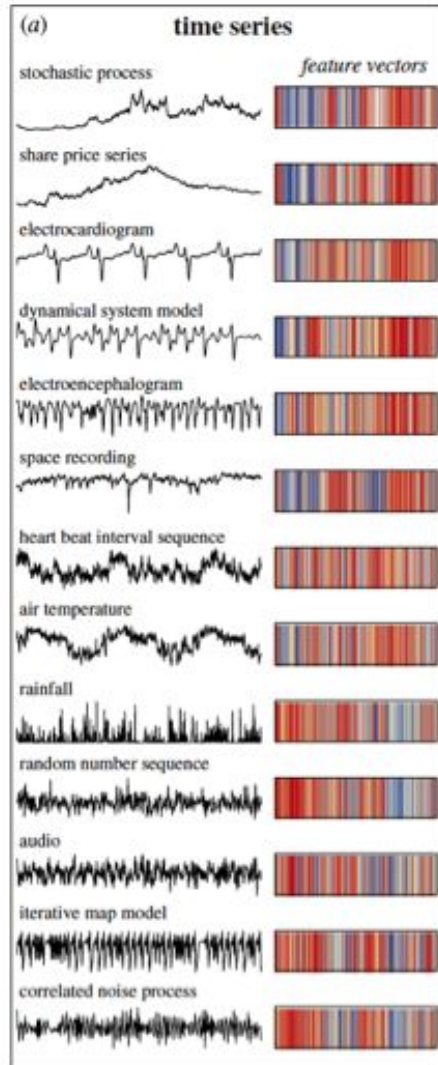 (a) time series
feature vectors
stochastic process
share price series
electrocardiogram
dynamical system model
electroencephalogram
space recording
heart beat interval sequence
air temperature
rainfall
random number sequence
audio
iterative map model
correlated noise process